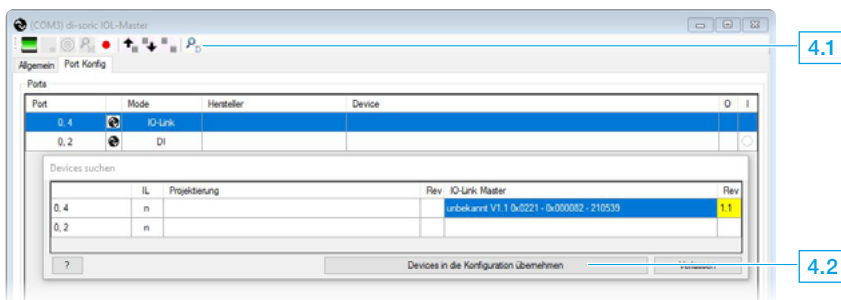 (COM3) di-soric IOL-Master
4.1
Allgemein Port Konfig
Ports
Port Mode Hersteller Device O I
0, 4 IO-Link
0, 2 DI
Devices suchen
IL Projektierung Rev IO-Link Master Rev
0, 4 n unbekannt V1.1 0x0221 - 0x000082 - 210539 1.1
0, 2 n
? Devices in die Konfiguration übernehmen
4.2